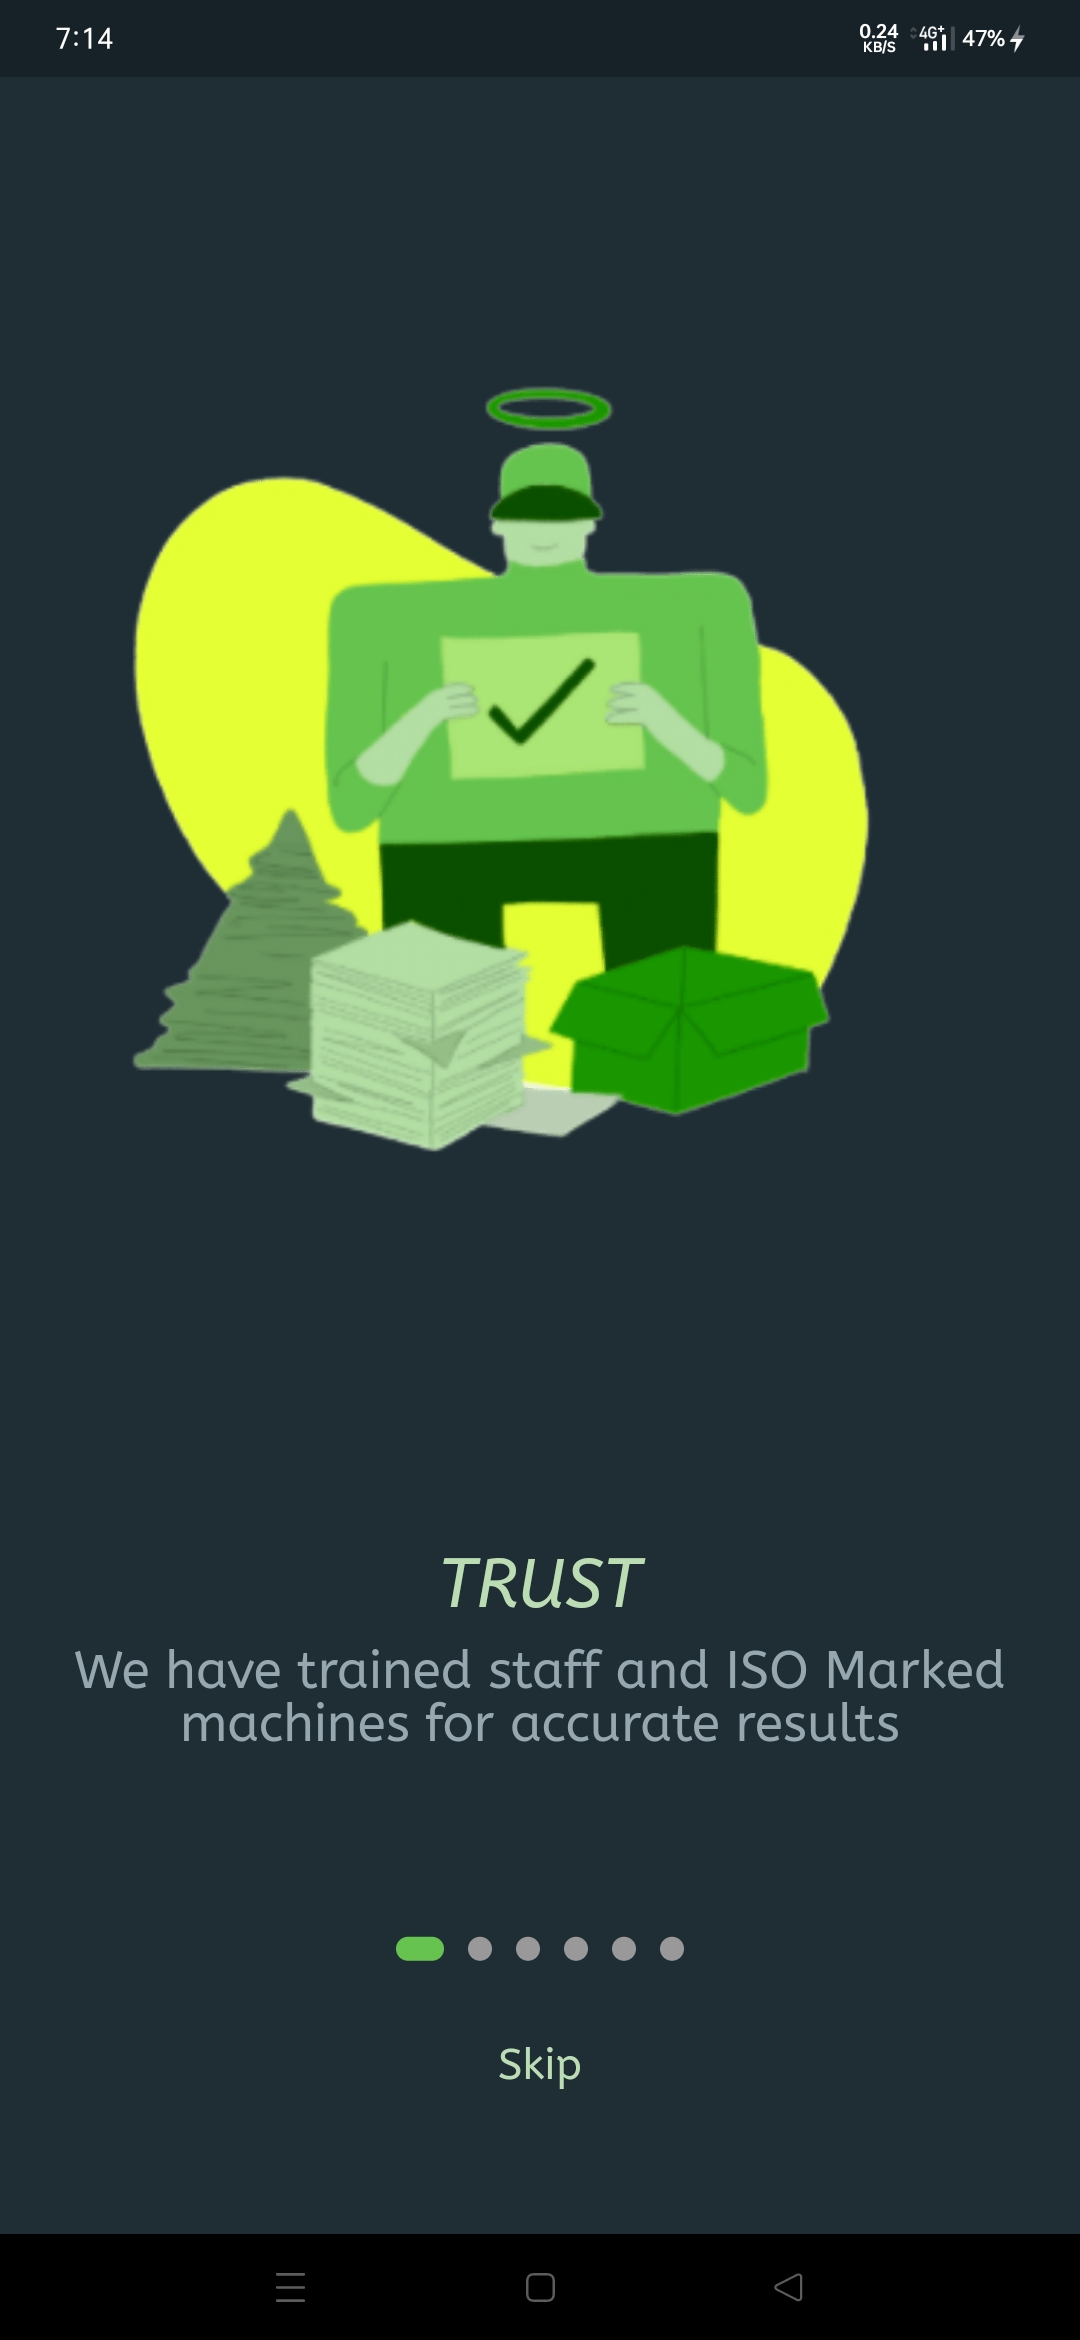 7:14
0.24
KB/S
4G+
47%
TRUST
We have trained staff and ISO Marked
machines for accurate results
Skip